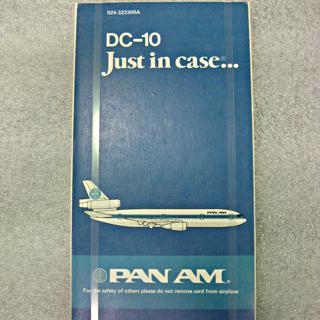 924-322300A
DC-10
Just in case...
PAN AM
PAN AM®
For the safety of others please do not remove card from airplane